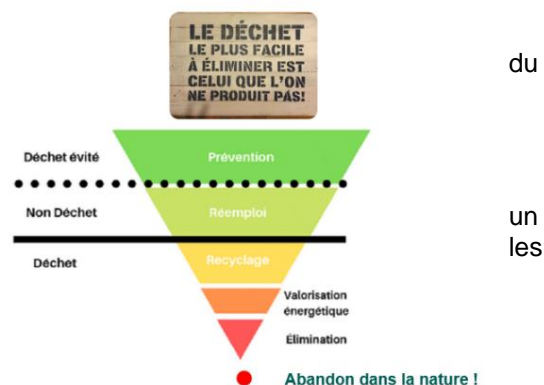 LE DÉCHET
LE PLUS FACILE
À ÉLIMINER EST
CELUI QUE L'ON
NE PRODUIT PAS!
du
Déchet évité
Prévention
Non Déchet
Réemploi
un
les
Déchet
Recyclage
Valorisation
énergétique
Élimination
Abandon dans la nature !